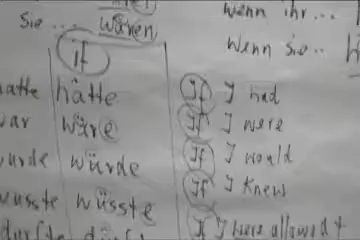 wenn ihr...
Sie... wären
Wenn sie..
if
hatte hätte If I had
war wäre If I were
wurde würde If I would
wusste wüsste If I knew
If I were allowed t